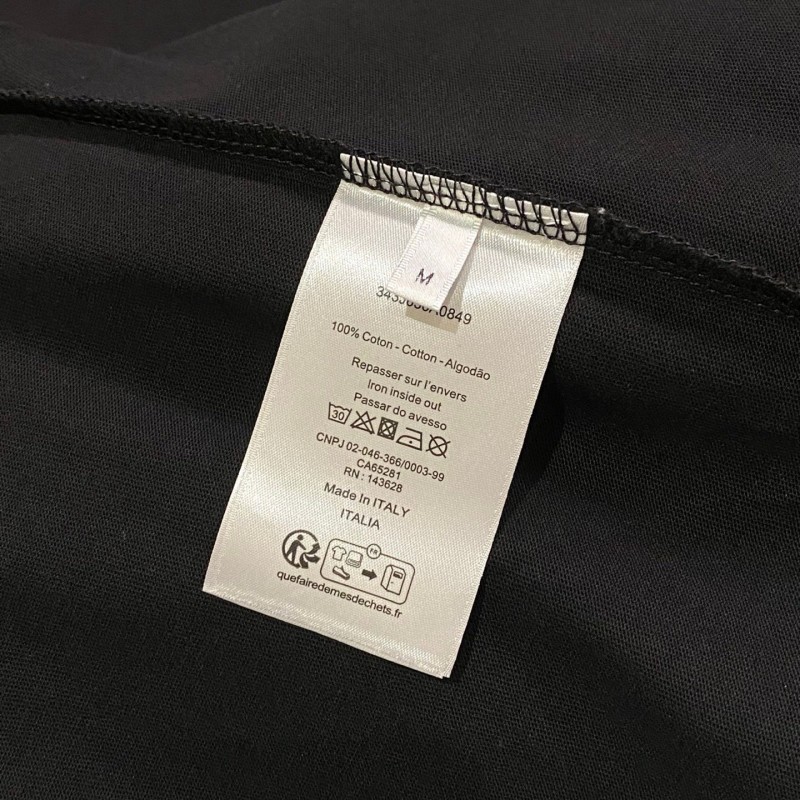 M
100% Coton - Cotton - Algodão
Repasser sur l'envers
Iron inside out
Passar do avesso
30
CNPJ 02-046-366/0003-99
CA65281
RN : 143628
Made In ITALY
ITALIA
FR
quefairedemesdechets.fr